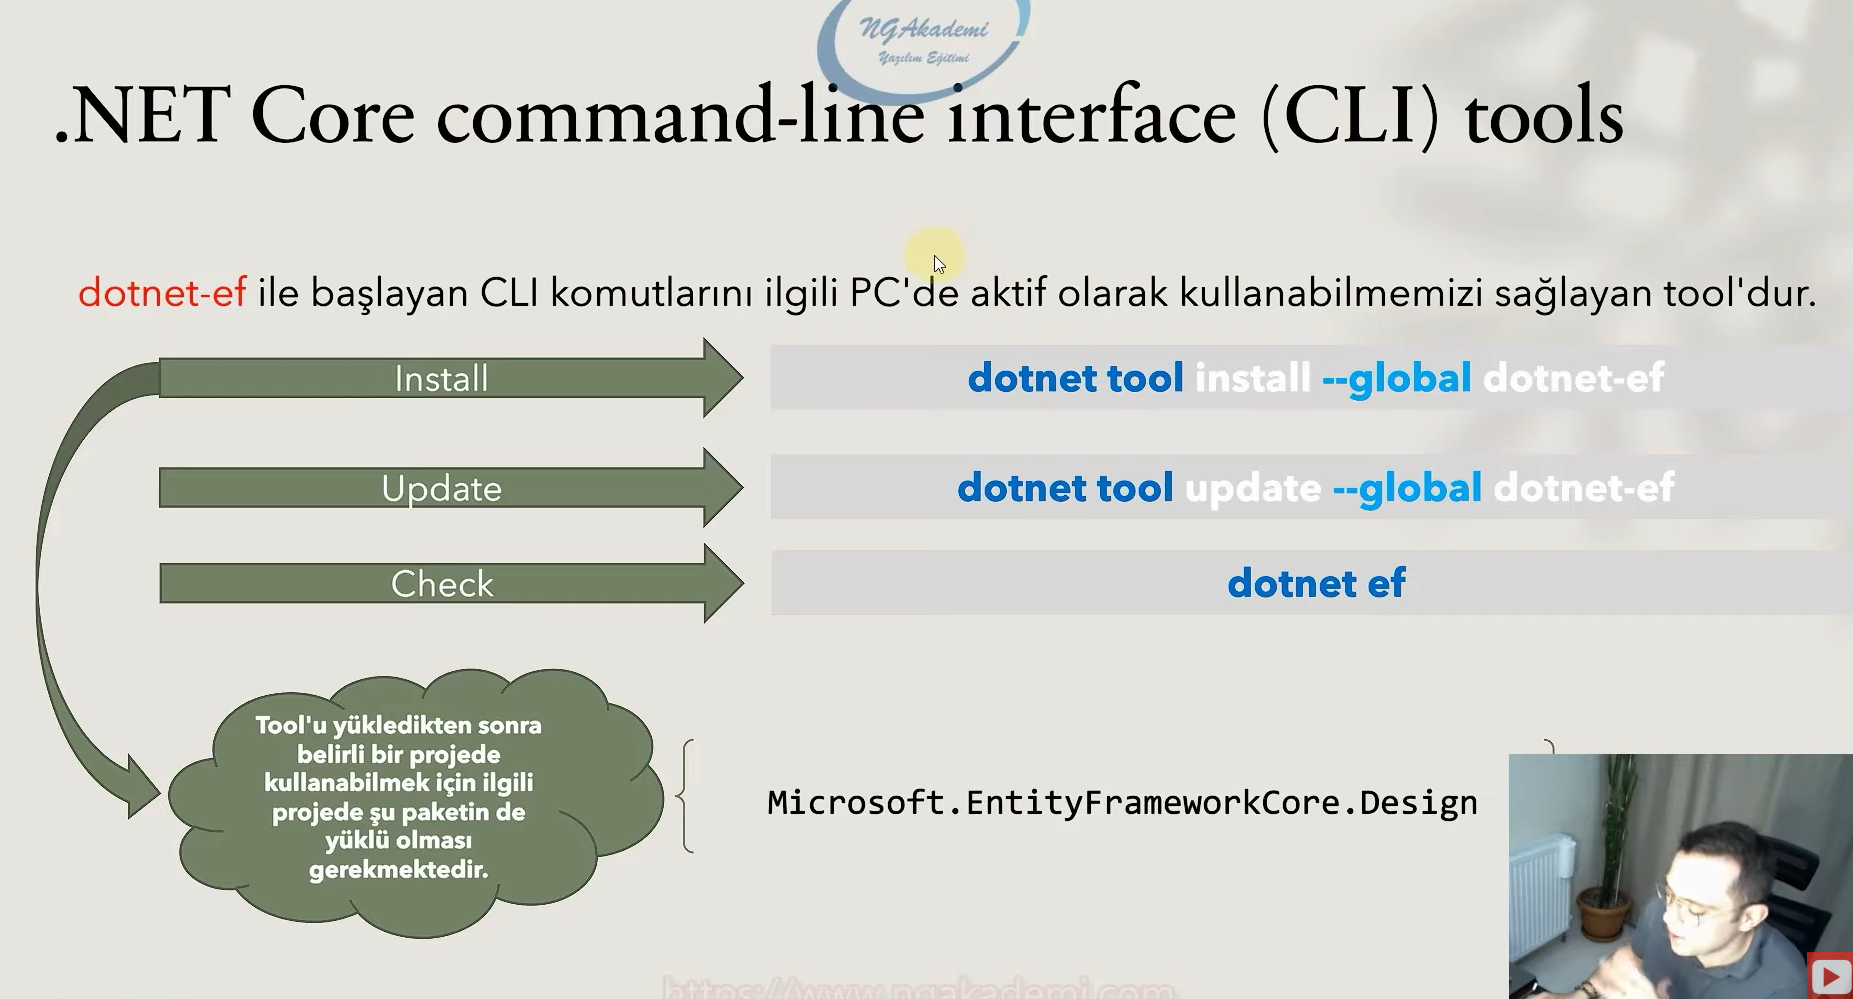 NGAkademi
Yazılım Eğitimi
.NET Core command-line interface (CLI) tools
dotnet-ef ile başlayan CLI komutlarını ilgili PC'de aktif olarak kullanabilmemizi sağlayan tool'dur.
Install
dotnet tool install --global dotnet-ef
Update
dotnet tool update --global dotnet-ef
Check
dotnet ef
Tool'u yükledikten sonra
belirli bir projede
kullanabilmek için ilgili
projede şu paketin de
yüklü olması
gerekmektedir.
Microsoft.EntityFrameworkCore.Design
https://www.ngakademi.com